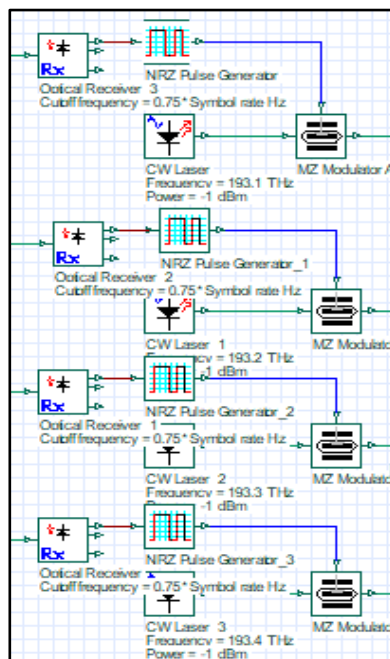 Rx
NRZ Pulse Generator
Optical Receiver 3
Cutoff frequency = 0.75* Symbol rate Hz
CW Laser
Frequency = 193.1 THz
Power = -1 dBm
MZ Modulator A
Rx
NRZ Pulse Generator_1
Optical Receiver 2
Cutoff frequency = 0.75* Symbol rate Hz
CW Laser 1
= 193.2 THz
-1 dBm
MZ Modulato
Rx
NRZ Pulse Generator_2
Optical Receiver 1
Cutoff frequency = 0.75* Symbol rate Hz
CW Laser 2
Frequency = 193.3 THz
= -1 dBm
MZ Modulato
Rx
NRZ Pulse Generator_3
Optical Receiver
Cutoff frequency = 0.75* Symbol rate Hz
CW Laser 3
Frequency = 193.4 THz
Power = -1 dBm
MZ Modulato